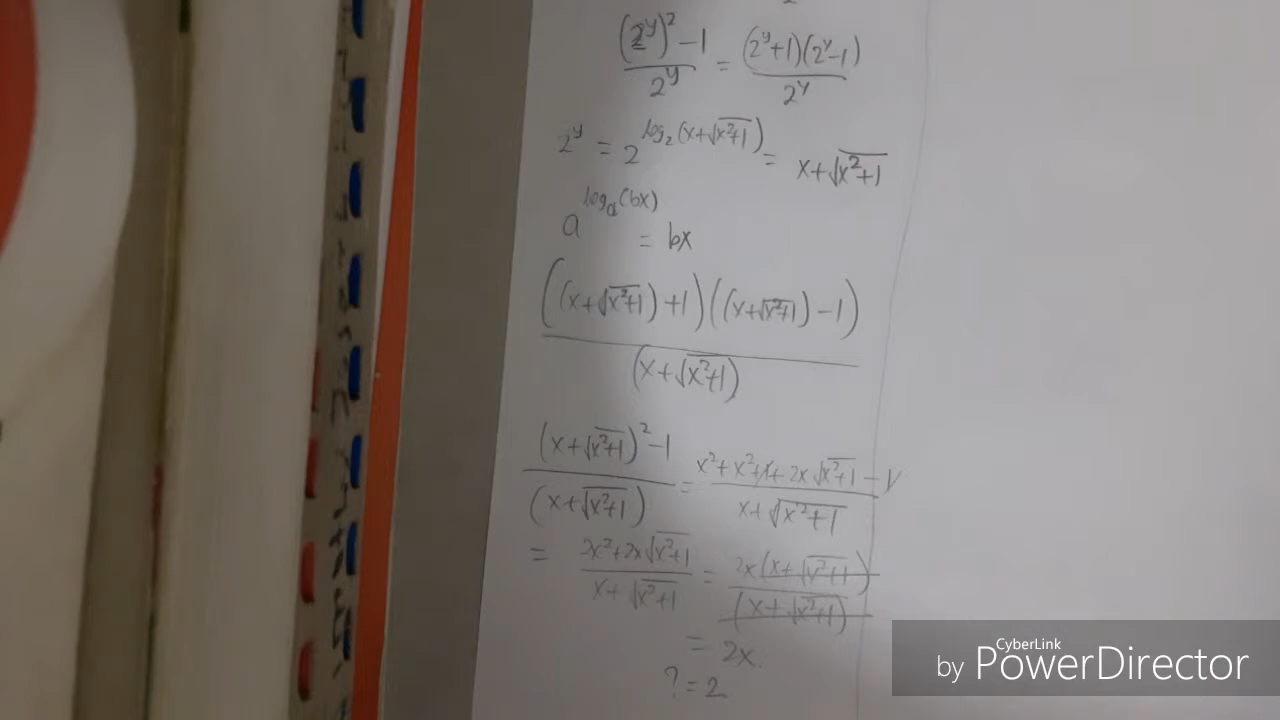 (2^y)^2 - 1 / 2^y = (2^y+1)(2^y-1) / 2^y
2^y = 2^log₂(x+√x²+1) = x+√x²+1
a^logₐ(bx) = bx
((x+√x²+1)+1)((x+√x²+1)-1) / (x+√x²+1)
(x+√x²+1)²-1 / (x+√x²+1) = x²+x²+1+2x√x²+1-1 / x+√x²+1
= 2x²+2x√x²+1 / x+√x²+1 = 2x(x+√x²+1) / (x+√x²+1)
= 2x.
? = 2
CyberLink
by PowerDirector